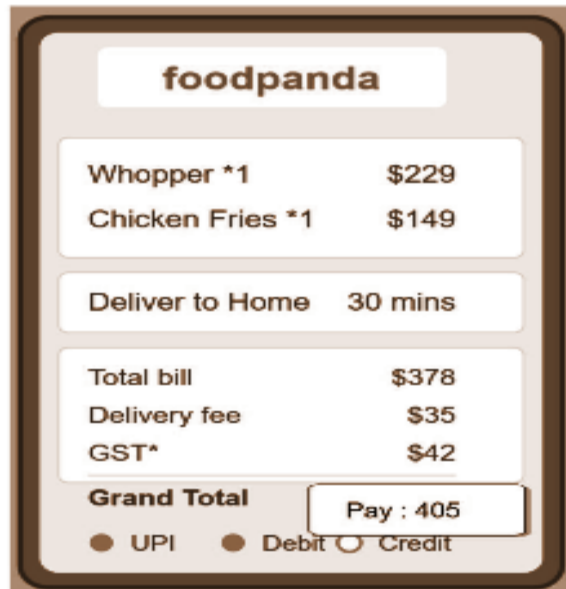 foodpanda
Whopper *1 $229
Chicken Fries *1 $149
Deliver to Home 30 mins
Total bill $378
Delivery fee $35
GST* $42
Grand Total Pay : 405
UPI Debit Credit